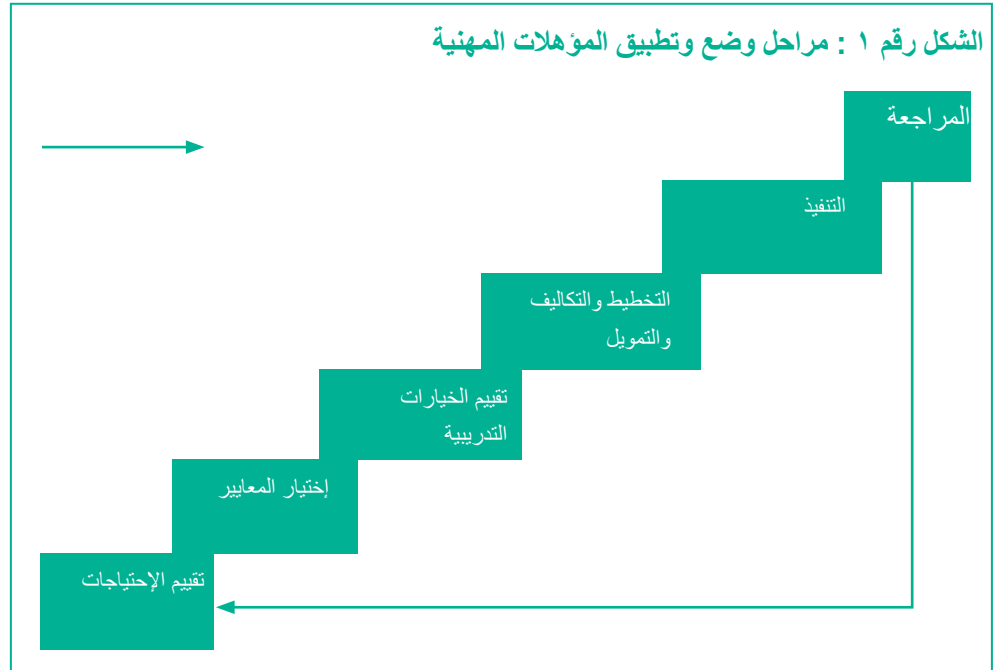 الشكل رقم ١ : مراحل وضع وتطبيق المؤهلات المهنية
المراجعة
التنفيذ
التخطيط والتكاليف
والتمويل
تقييم الخيارات
التدريبية
إختيار المعايير
تقييم الإحتياجات